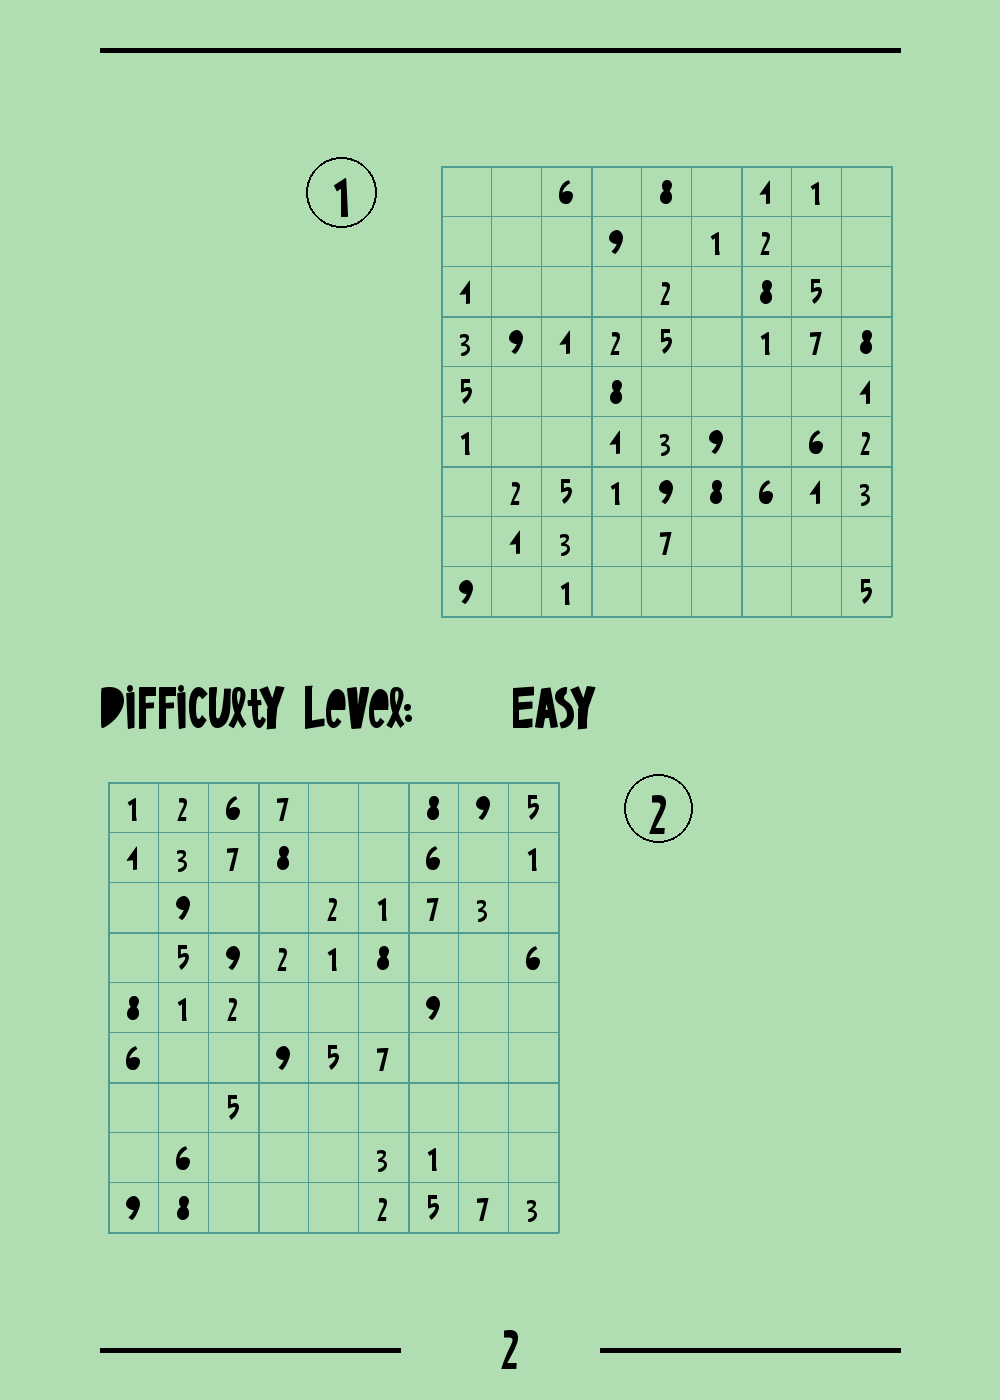 1
6 8 4 1
9 1 2
4 2 8 5
3 9 4 2 5 1 7 8
5 8 4
1 4 3 9 6 2
2 5 1 9 8 6 4 3
4 3 7
9 1 5
Difficulty Level: EASY
2
1 2 6 7 8 9 5
4 3 7 8 6 1
9 2 1 7 3
5 9 2 1 8 6
8 1 2 9
6 9 5 7
5
6 3 1
9 8 2 5 7 3
2